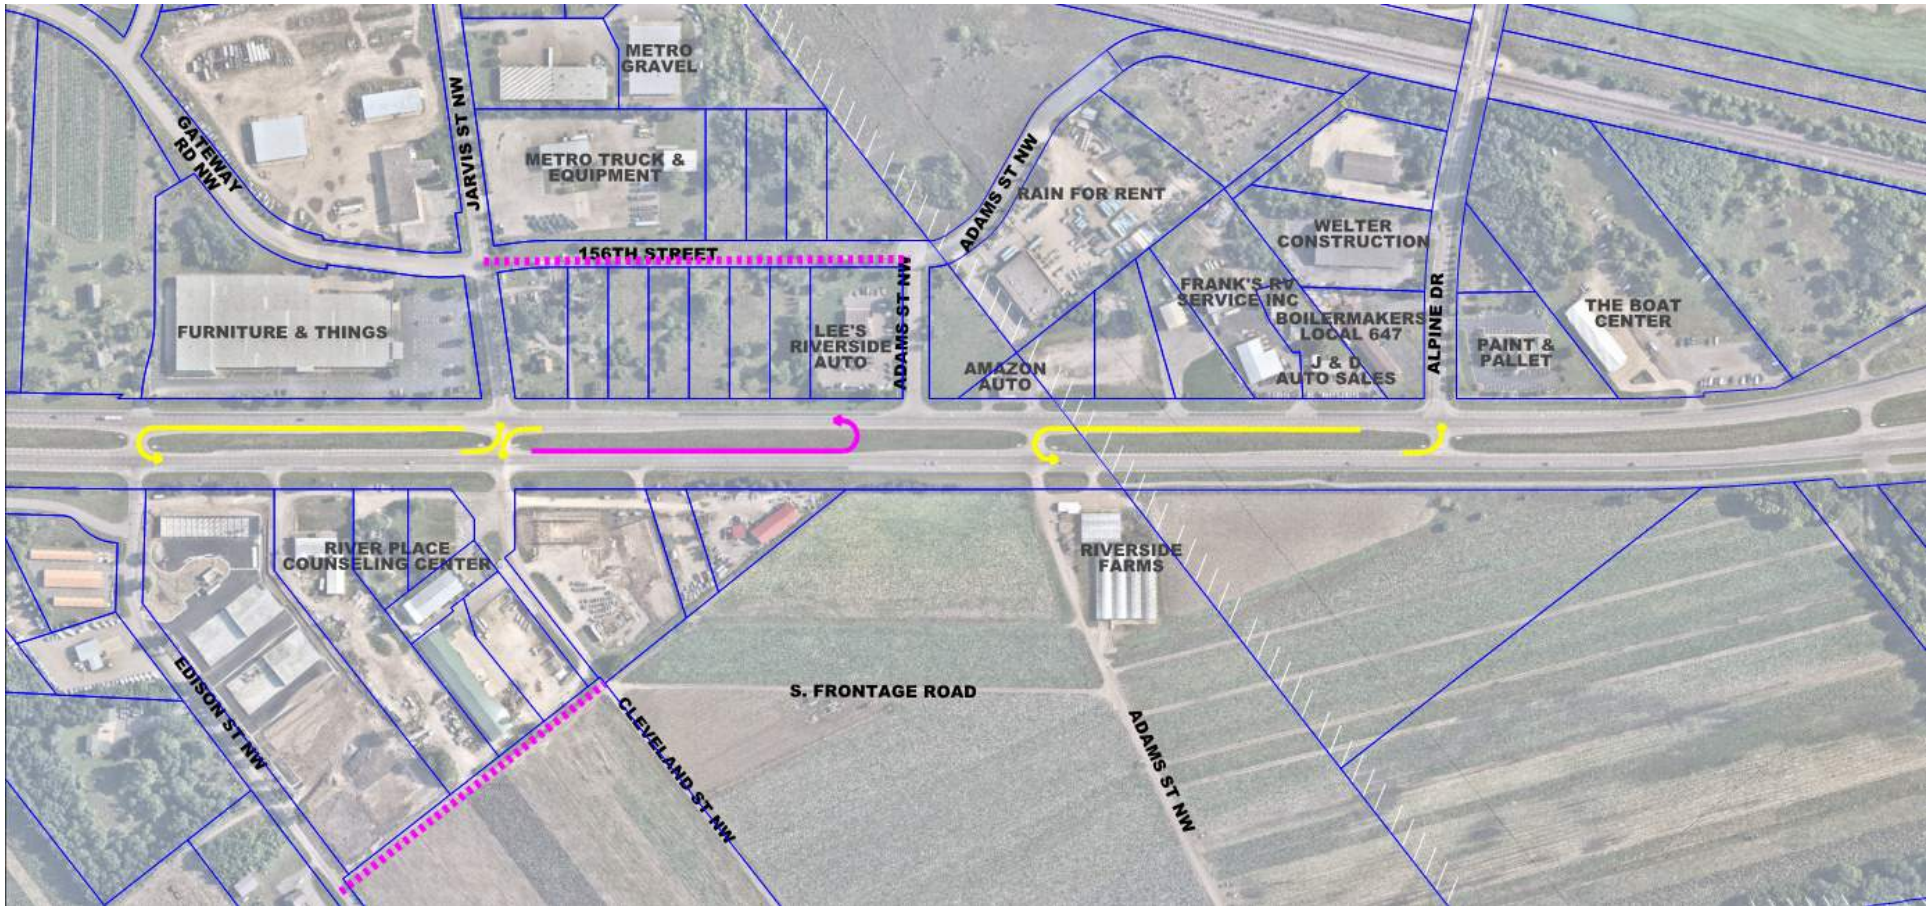 METRO
GRAVEL
JARVIS ST NW
GATEWAY
RD NW
METRO TRUCK &
EQUIPMENT
ADAMS ST NW
RAIN FOR RENT
WELTER
CONSTRUCTION
156TH STREET
FURNITURE & THINGS
LEE'S
RIVERSIDE
AUTO
ADAMS ST NW
AMAZON
AUTO
FRANK'S RV
SERVICE INC
BOILERMAKERS
LOCAL 647
J & D
AUTO SALES
ALPINE DR
PAINT &
PALLET
THE BOAT
CENTER
RIVER PLACE
COUNSELING CENTER
RIVERSIDE
FARMS
EDISON ST NW
CLEVELAND ST NW
S. FRONTAGE ROAD
ADAMS ST NW